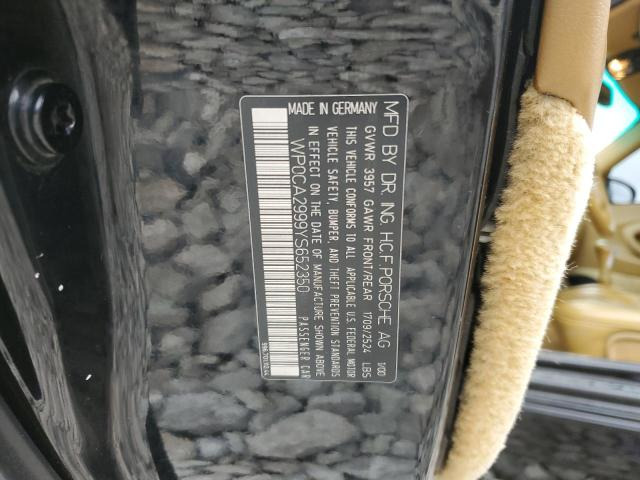 MFD BY DR. ING. H.C.F. PORSCHE AG 1/00
GVWR 3957 GAWR FRONT/REAR 1709/2524 LBS
THIS VEHICLE CONFORMS TO ALL APPLICABLE U.S. FEDERAL MOTOR
VEHICLE SAFETY, BUMPER, AND THEFT PREVENTION STANDARDS
IN EFFECT ON THE DATE OF MANUFACTURE SHOWN ABOVE
WP0CA2999YS652350 PASSENGER CAR
MADE IN GERMANY